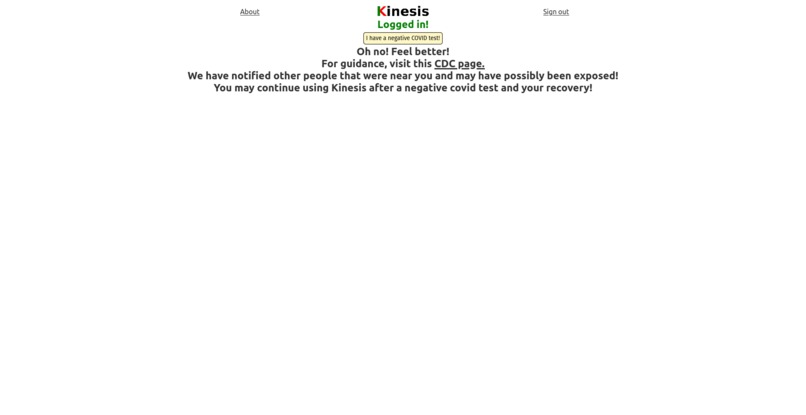 About
Kinesis
Sign out
Logged in!
I have a negative COVID test!
Oh no! Feel better!
For guidance, visit this CDC page.
We have notified other people that were near you and may have possibly been exposed!
You may continue using Kinesis after a negative covid test and your recovery!